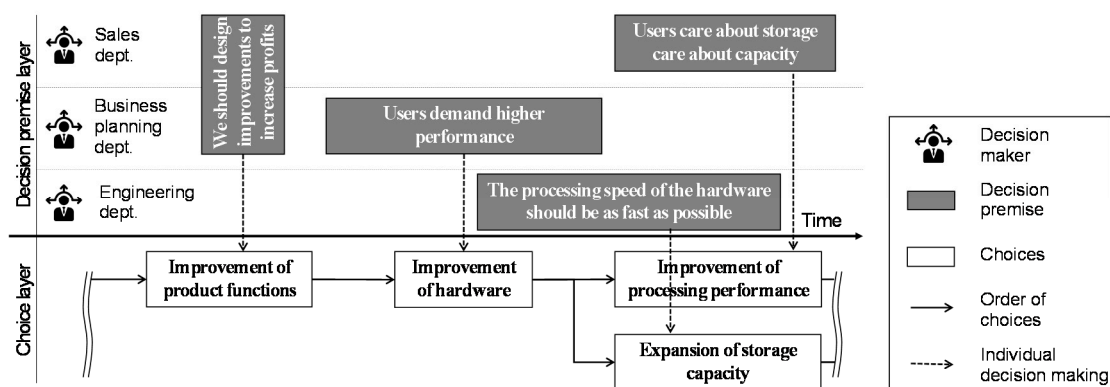 Decision premise layer
Sales
dept.
We should design
improvements to
increase profits
Users care about storage
care about capacity
Business
planning
dept.
Users demand higher
performance
Engineering
dept.
The processing speed of the hardware
should be as fast as possible
Time
Choice layer
Improvement of
product functions
Improvement
of hardware
Improvement of
processing performance
Expansion of storage
capacity
Decision
maker
Decision
premise
Choices
Order of
choices
Individual
decision making